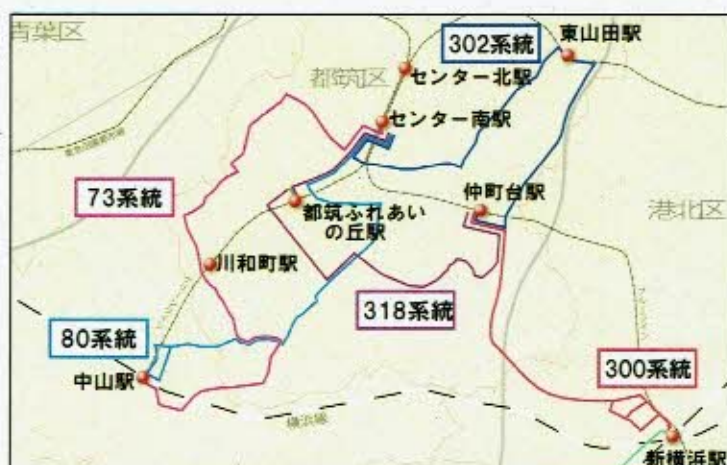 青葉区
東山田駅
302系統
センター北駅
都筑区
センター南駅
73系統
仲町台駅
港北区
都筑ふれあい
の丘駅
川和町駅
318系統
80系統
中山駅
300系統
横浜線
新横浜駅